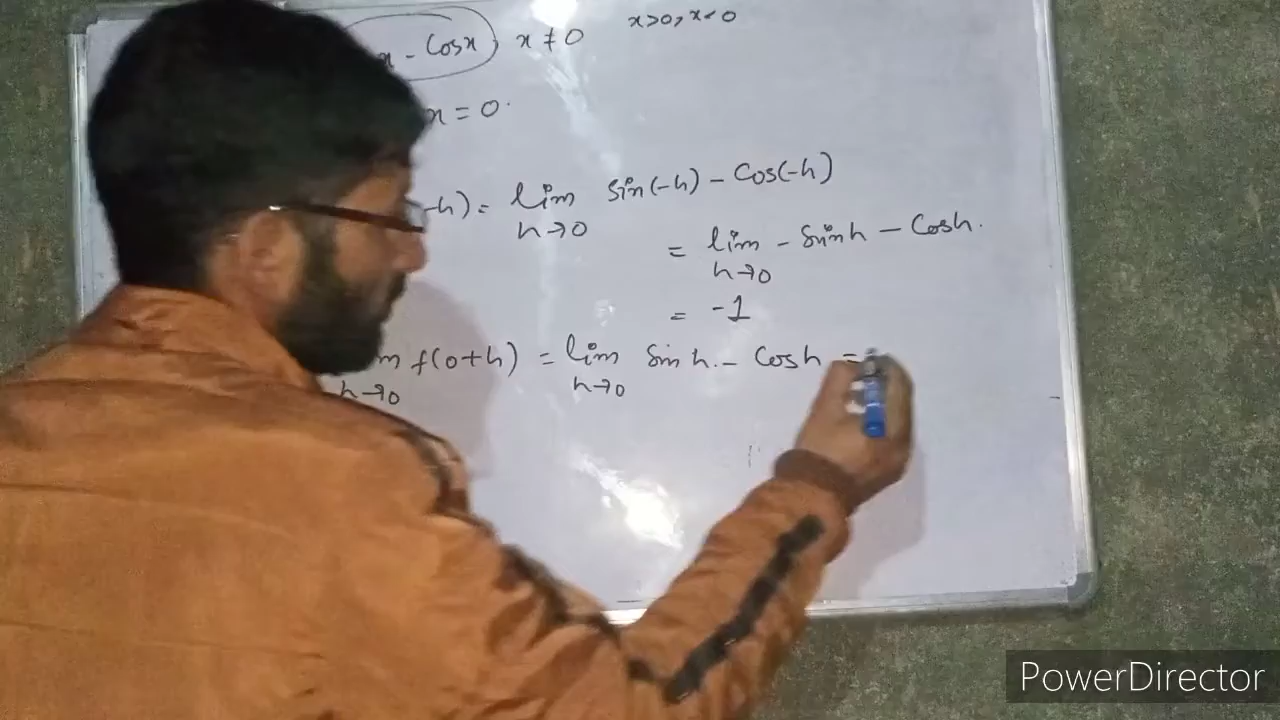 x - Cosx, x ≠ 0 x>0, x<0
x = 0.
-h) = lim sin(-h) - Cos(-h)
h→0
= lim - sinh - Cosh.
h→0
= -1
m f(0+h) = lim Sinh. - Cosh =
h→0 h→0
PowerDirector